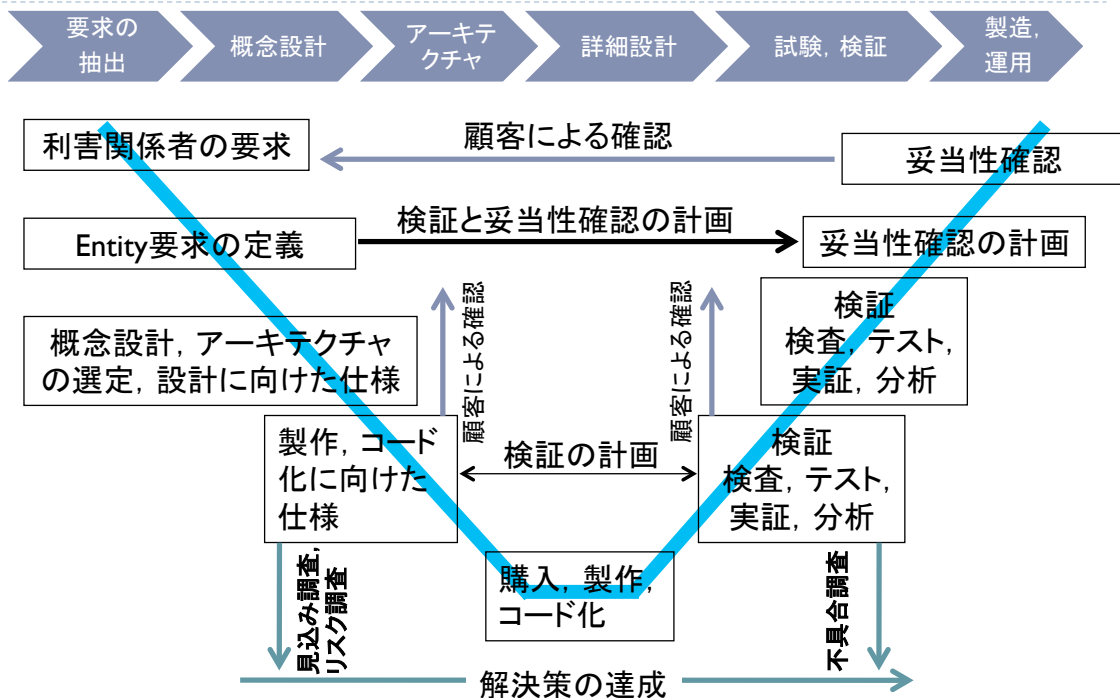 要求の
抽出
概念設計
アーキテ
クチャ
詳細設計
試験, 検証
製造,
運用
利害関係者の要求
顧客による確認
妥当性確認
Entity要求の定義
検証と妥当性確認の計画
妥当性確認の計画
概念設計, アーキテクチャ
の選定, 設計に向けた仕様
顧客による確認
顧客による確認
検証
検査, テスト,
実証, 分析
製作, コード
化に向けた
仕様
検証の計画
検証
検査, テスト,
実証, 分析
見込み調査,
リスク調査
購入, 製作,
コード化
不具合調査
解決策の達成